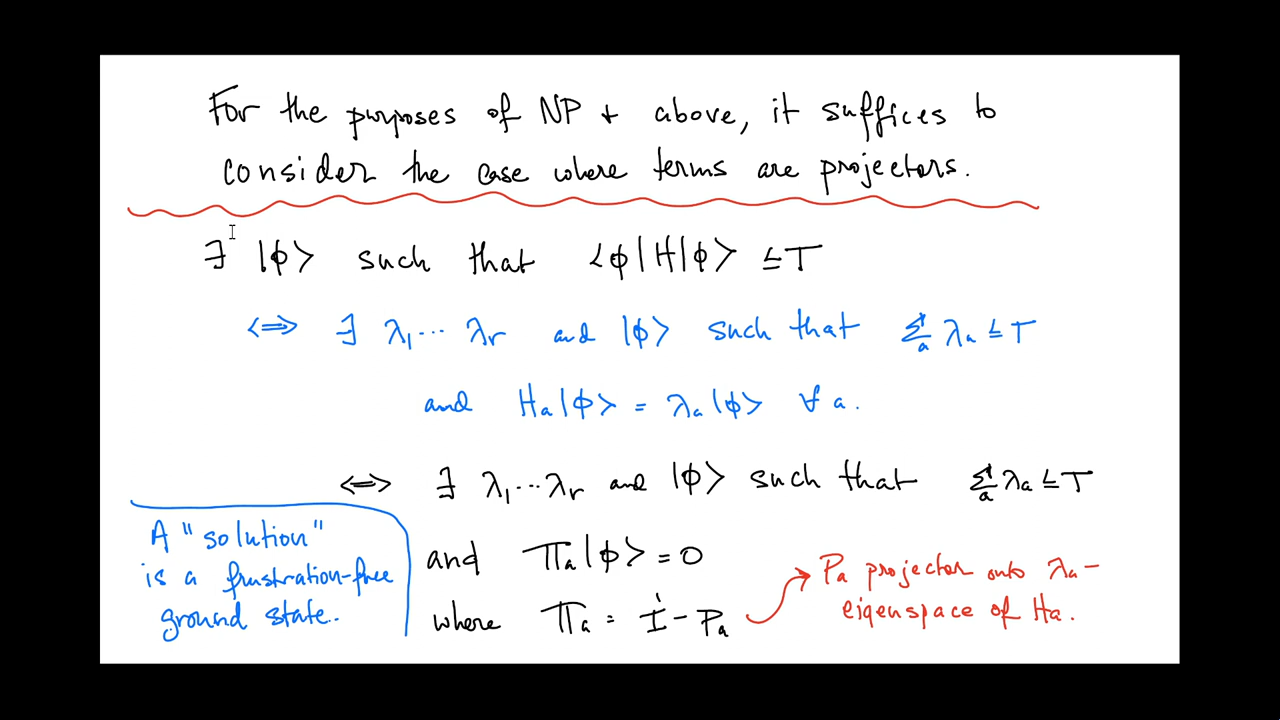 For the purposes of NP + above, it suffices to
consider the case where terms are projectors.
∃ |ϕ> such that <ϕ|H|ϕ> ≤ T
⟺ ∃ λ₁... λᵣ and |ϕ> such that Σₐ λₐ ≤ T
and Hₐ|ϕ> = λₐ|ϕ> ∀ a.
⟺ ∃ λ₁...λᵣ and |ϕ> such that Σₐ λₐ ≤ T
and Πₐ|ϕ> = 0
where Πₐ = I - Pₐ
A "solution"
is a frustration-free
ground state.
Pₐ projector onto λₐ-
eigenspace of Hₐ.